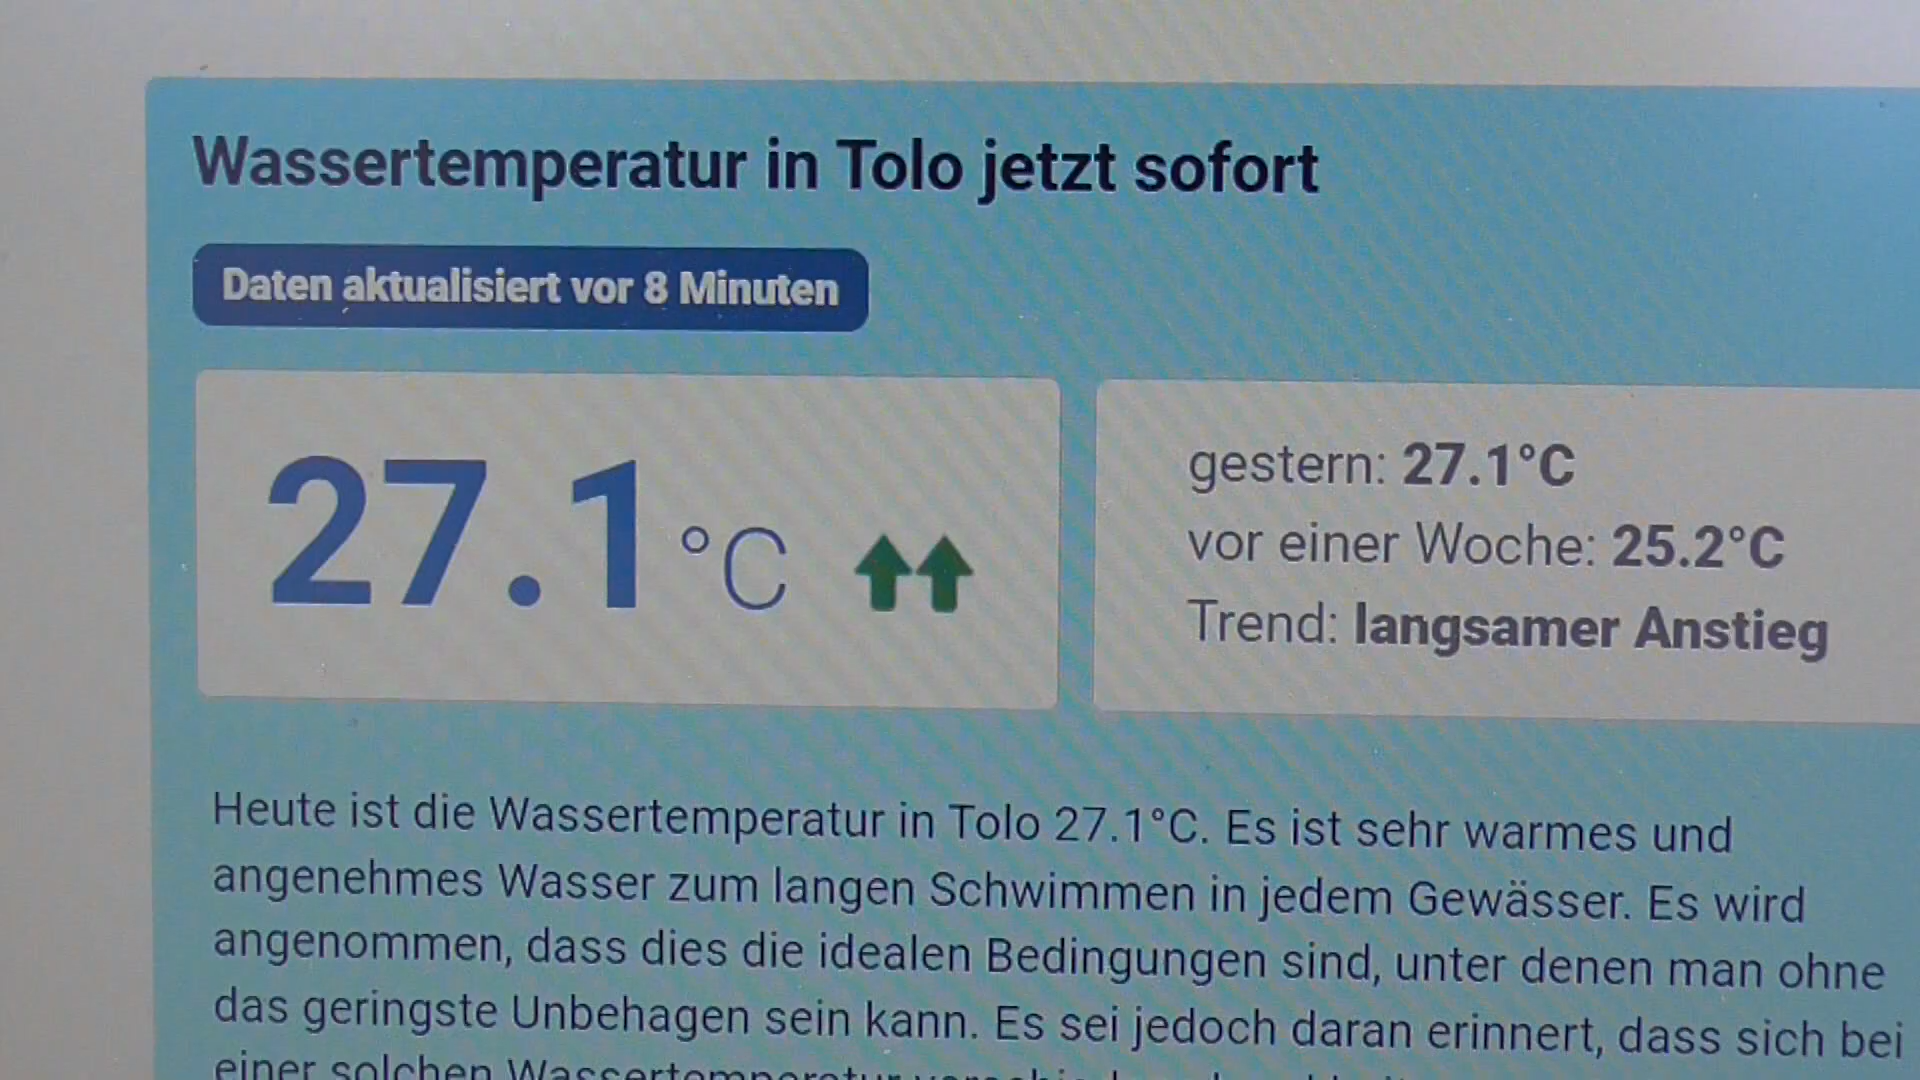 Wassertemperatur in Tolo jetzt sofort
Daten aktualisiert vor 8 Minuten
27.1 °C
gestern: 27.1°C
vor einer Woche: 25.2°C
Trend: langsamer Anstieg
Heute ist die Wassertemperatur in Tolo 27.1°C. Es ist sehr warmes und
angenehmes Wasser zum langen Schwimmen in jedem Gewässer. Es wird
angenommen, dass dies die idealen Bedingungen sind, unter denen man ohne
das geringste Unbehagen sein kann. Es sei jedoch daran erinnert, dass sich bei
einer solchen Wassertemperatur